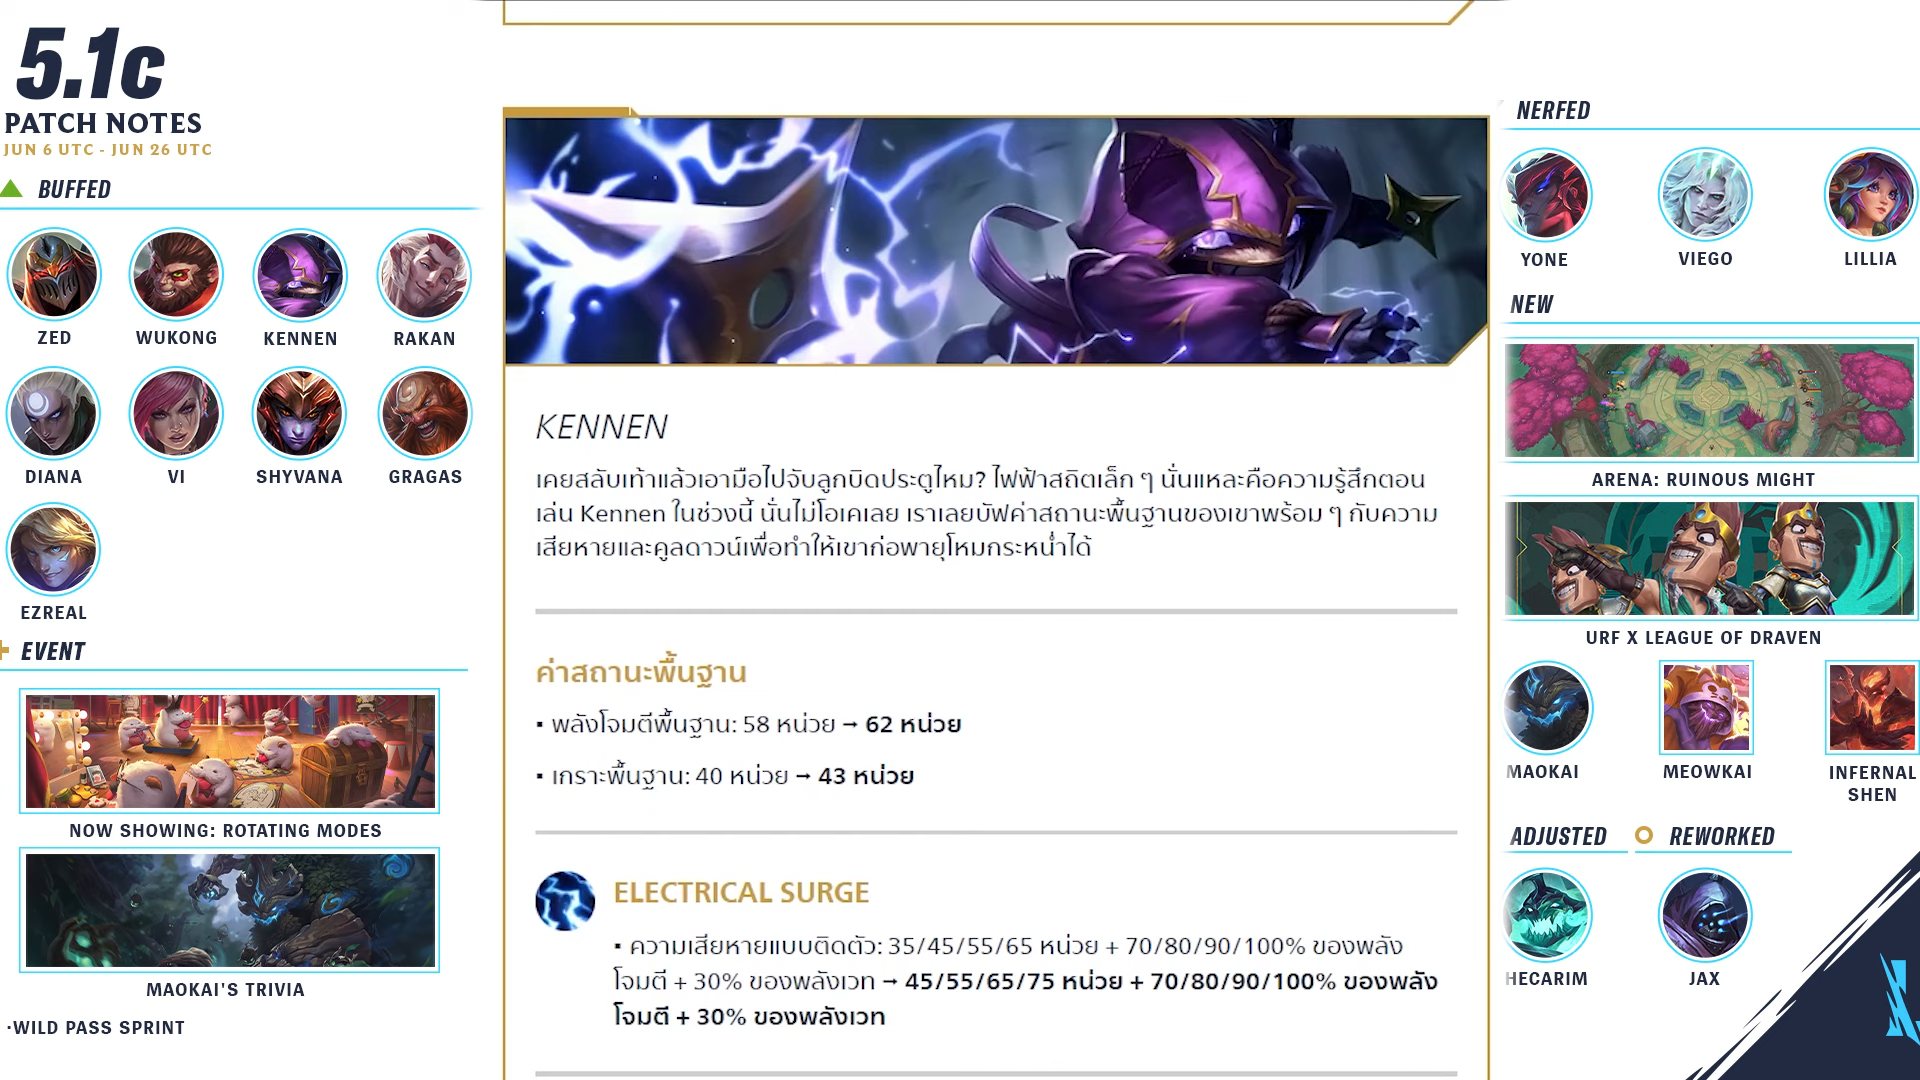 5.1c
PATCH NOTES
JUN 6 UTC - JUN 26 UTC
BUFFED
ZED
WUKONG
KENNEN
RAKAN
DIANA
VI
SHYVANA
GRAGAS
EZREAL
EVENT
NOW SHOWING: ROTATING MODES
MAOKAI'S TRIVIA
·WILD PASS SPRINT
KENNEN
เคยสลับเท้าแล้วเอามือไปจับลูกบิดประตูไหม? ไฟฟ้าสถิตเล็ก ๆ นั่นแหละคือความรู้สึกตอน
เล่น Kennen ในช่วงนี้ นั่นไม่โอเคเลย เราเลยบัฟค่าสถานะพื้นฐานของเขาพร้อม ๆ กับความ
เสียหายและคูลดาวน์เพื่อทำให้เขาก่อพายุโหมกระหน่ำได้
ค่าสถานะพื้นฐาน
▪ พลังโจมตีพื้นฐาน: 58 หน่วย → 62 หน่วย
▪ เกราะพื้นฐาน: 40 หน่วย → 43 หน่วย
ELECTRICAL SURGE
▪ ความเสียหายแบบติดตัว: 35/45/55/65 หน่วย + 70/80/90/100% ของพลัง
โจมตี + 30% ของพลังเวท → 45/55/65/75 หน่วย + 70/80/90/100% ของพลัง
โจมตี + 30% ของพลังเวท
NERFED
YONE
VIEGO
LILLIA
NEW
ARENA: RUINOUS MIGHT
URF X LEAGUE OF DRAVEN
MAOKAI
MEOWKAI
INFERNAL
SHEN
ADJUSTED
REWORKED
HECARIM
JAX